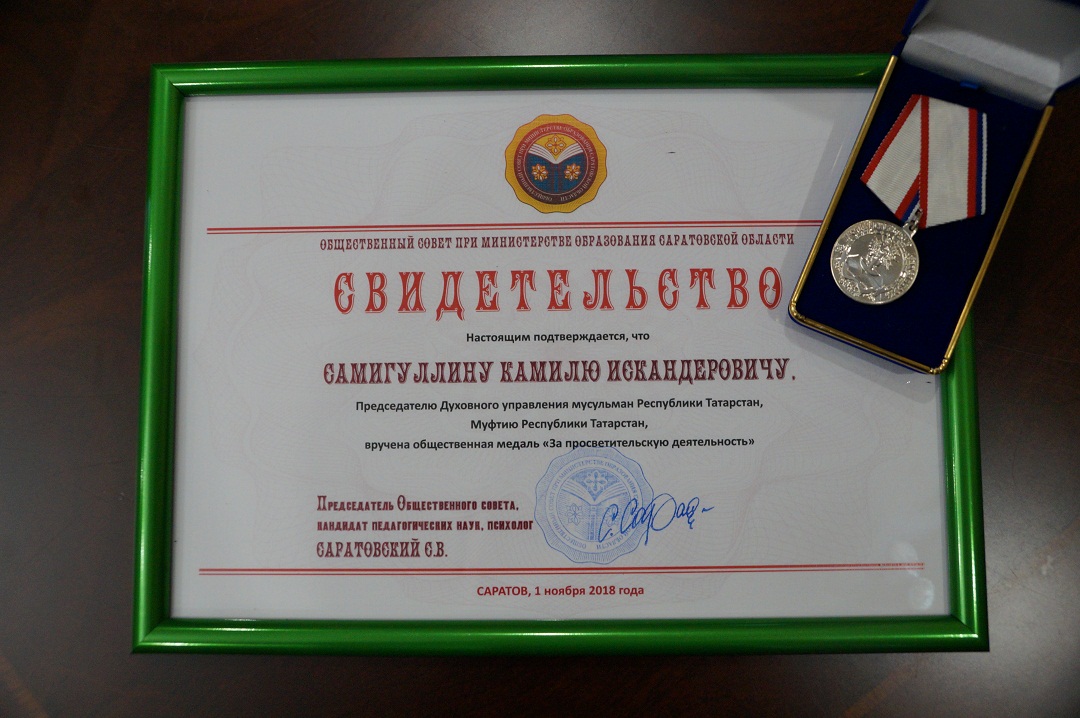 ОБЩЕСТВЕННЫЙ СОВЕТ ПРИ МИНИСТЕРСТВЕ ОБРАЗОВАНИЯ САРАТОВСКОЙ ОБЛАСТИ
СВИДЕТЕЛЬСТВО
Настоящим подтверждается, что
САМИГУЛЛИНУ КАМИЛЮ ИСКАНДЕРОВИЧУ,
Председателю Духовного управления мусульман Республики Татарстан,
Муфтию Республики Татарстан,
вручена общественная медаль «За просветительскую деятельность»
Председатель Общественного совета,
кандидат педагогических наук, психолог
САРАТОВСКИЙ С.В.
САРАТОВ, 1 ноября 2018 года